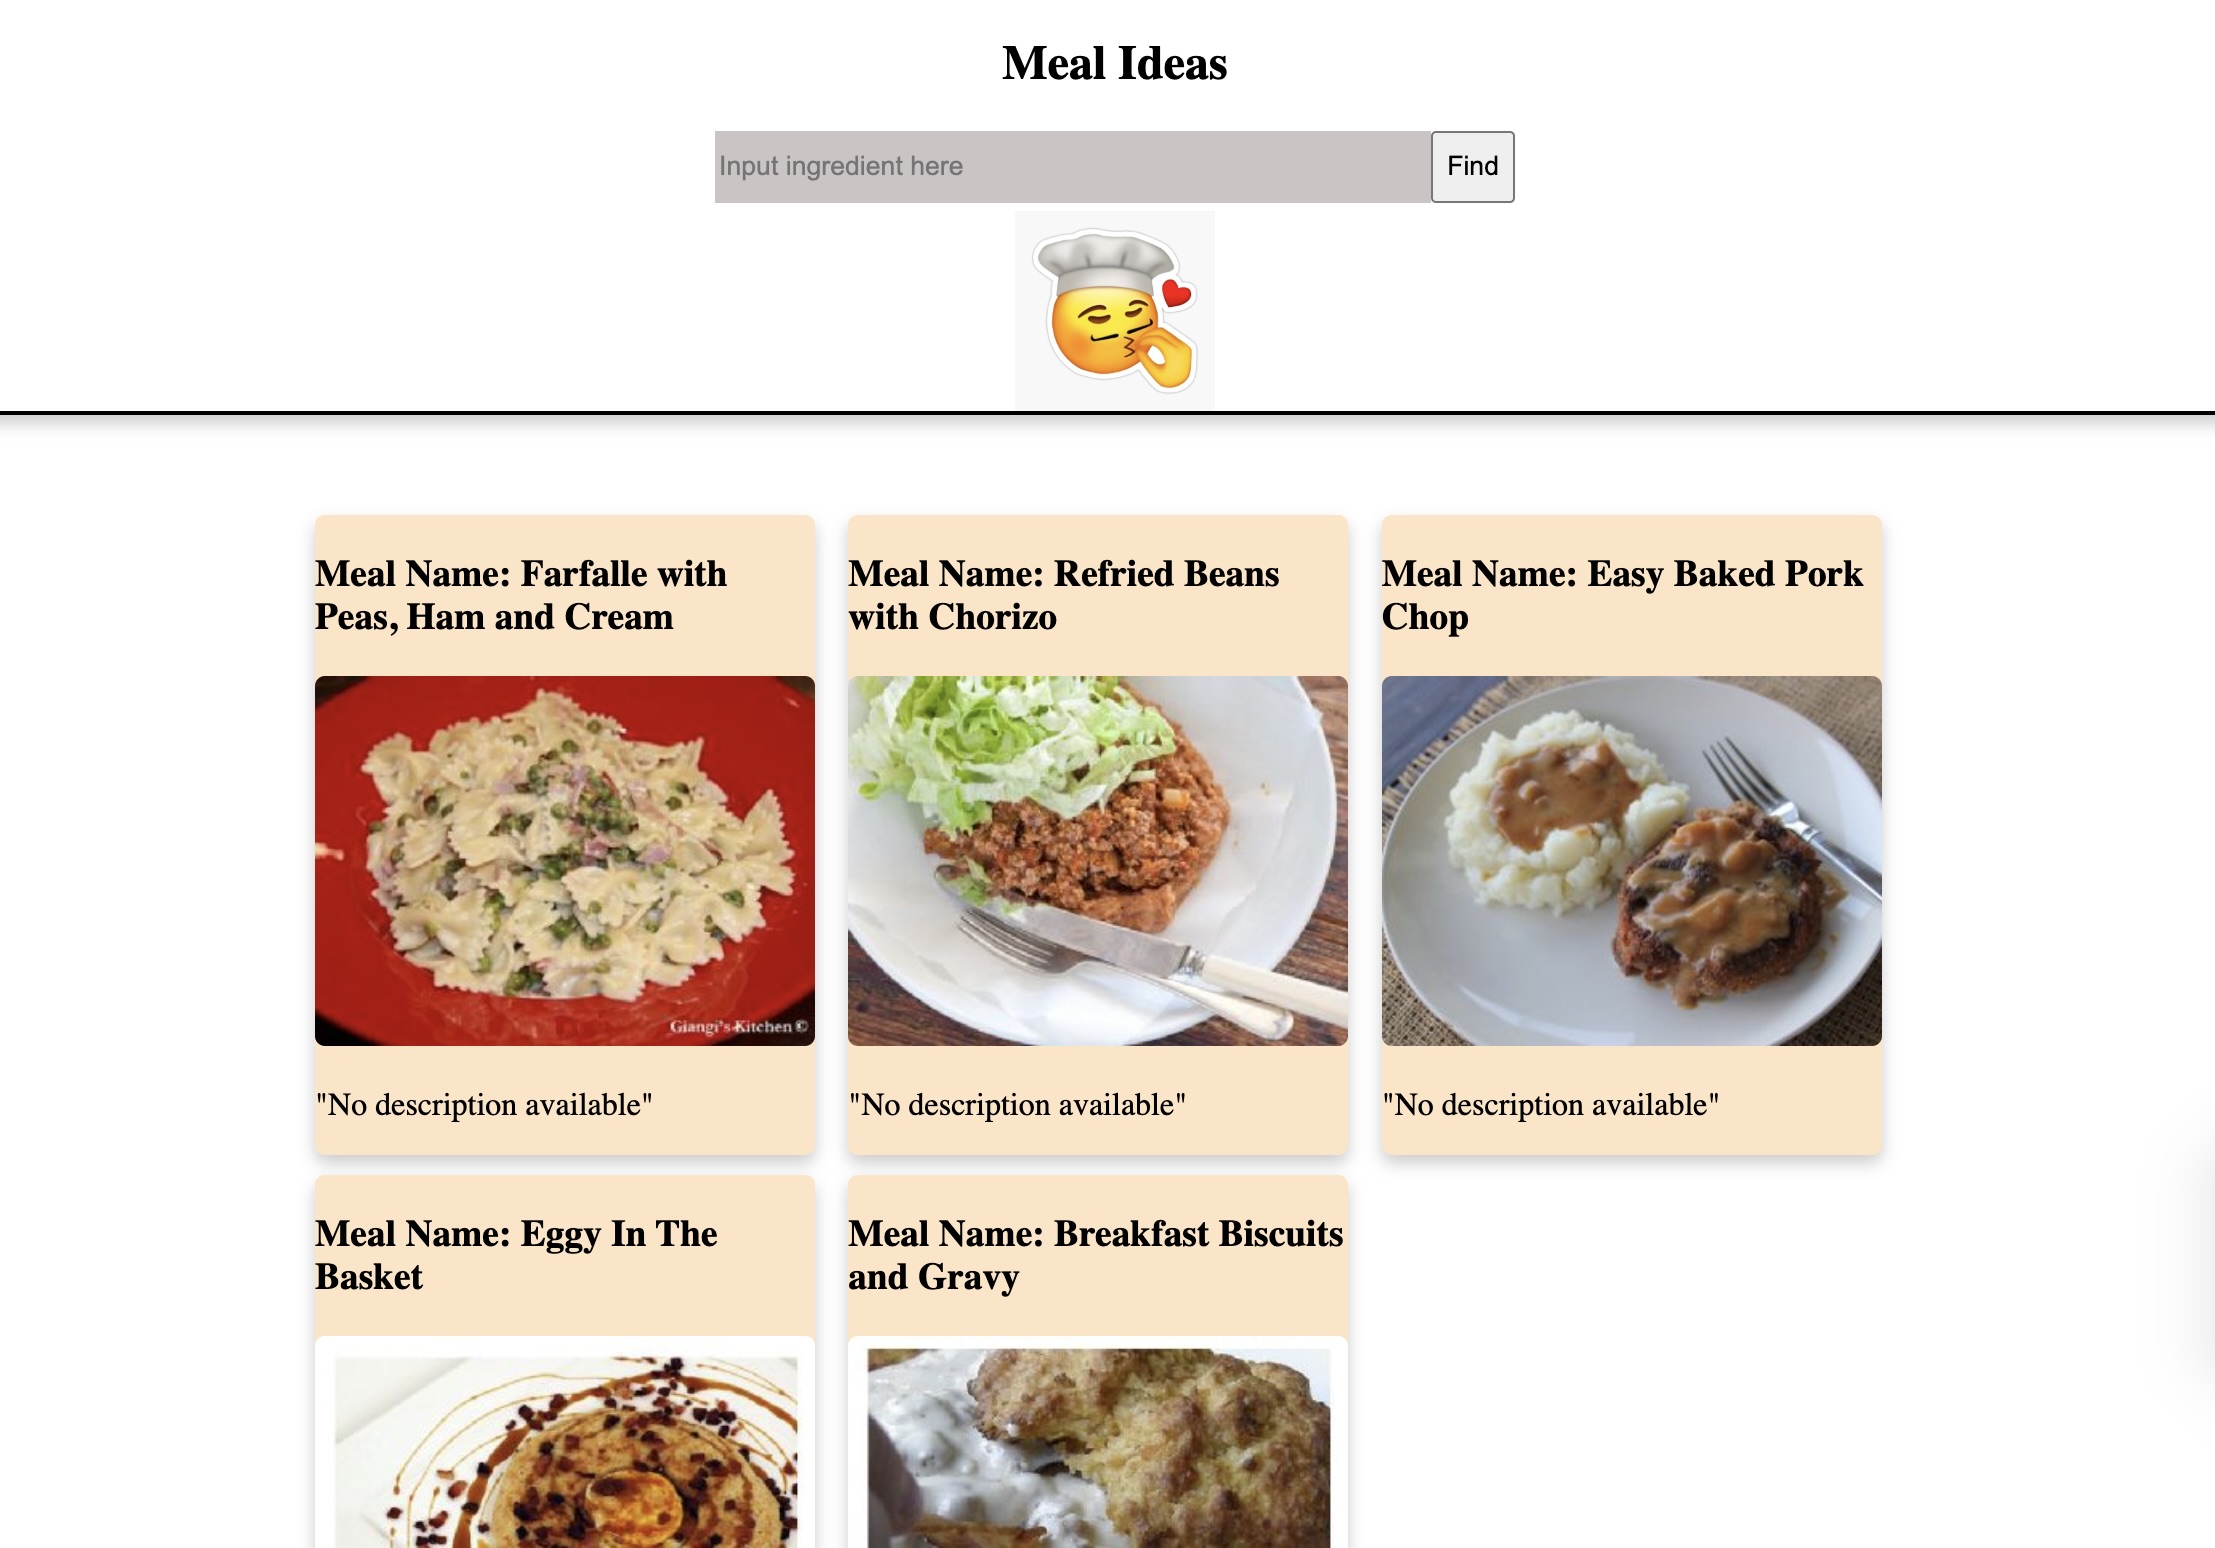 Meal Ideas
Input ingredient here
Find
Meal Name: Farfalle with
Peas, Ham and Cream
Meal Name: Refried Beans
with Chorizo
Meal Name: Easy Baked Pork
Chop
Giangi's Kitchen ©
"No description available"
"No description available"
"No description available"
Meal Name: Eggy In The
Basket
Meal Name: Breakfast Biscuits
and Gravy